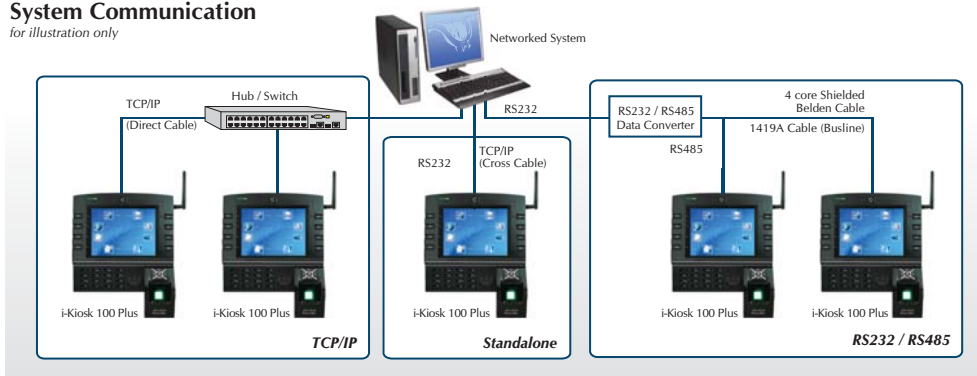 System Communication
for illustration only
Networked System
TCP/IP
(Direct Cable)
Hub / Switch
RS232
RS232 / RS485
Data Converter
4 core Shielded
Belden Cable
1419A Cable (Busline)
RS485
RS232
TCP/IP
(Cross Cable)
i-Kiosk 100 Plus
i-Kiosk 100 Plus
i-Kiosk 100 Plus
i-Kiosk 100 Plus
i-Kiosk 100 Plus
TCP/IP
Standalone
RS232 / RS485